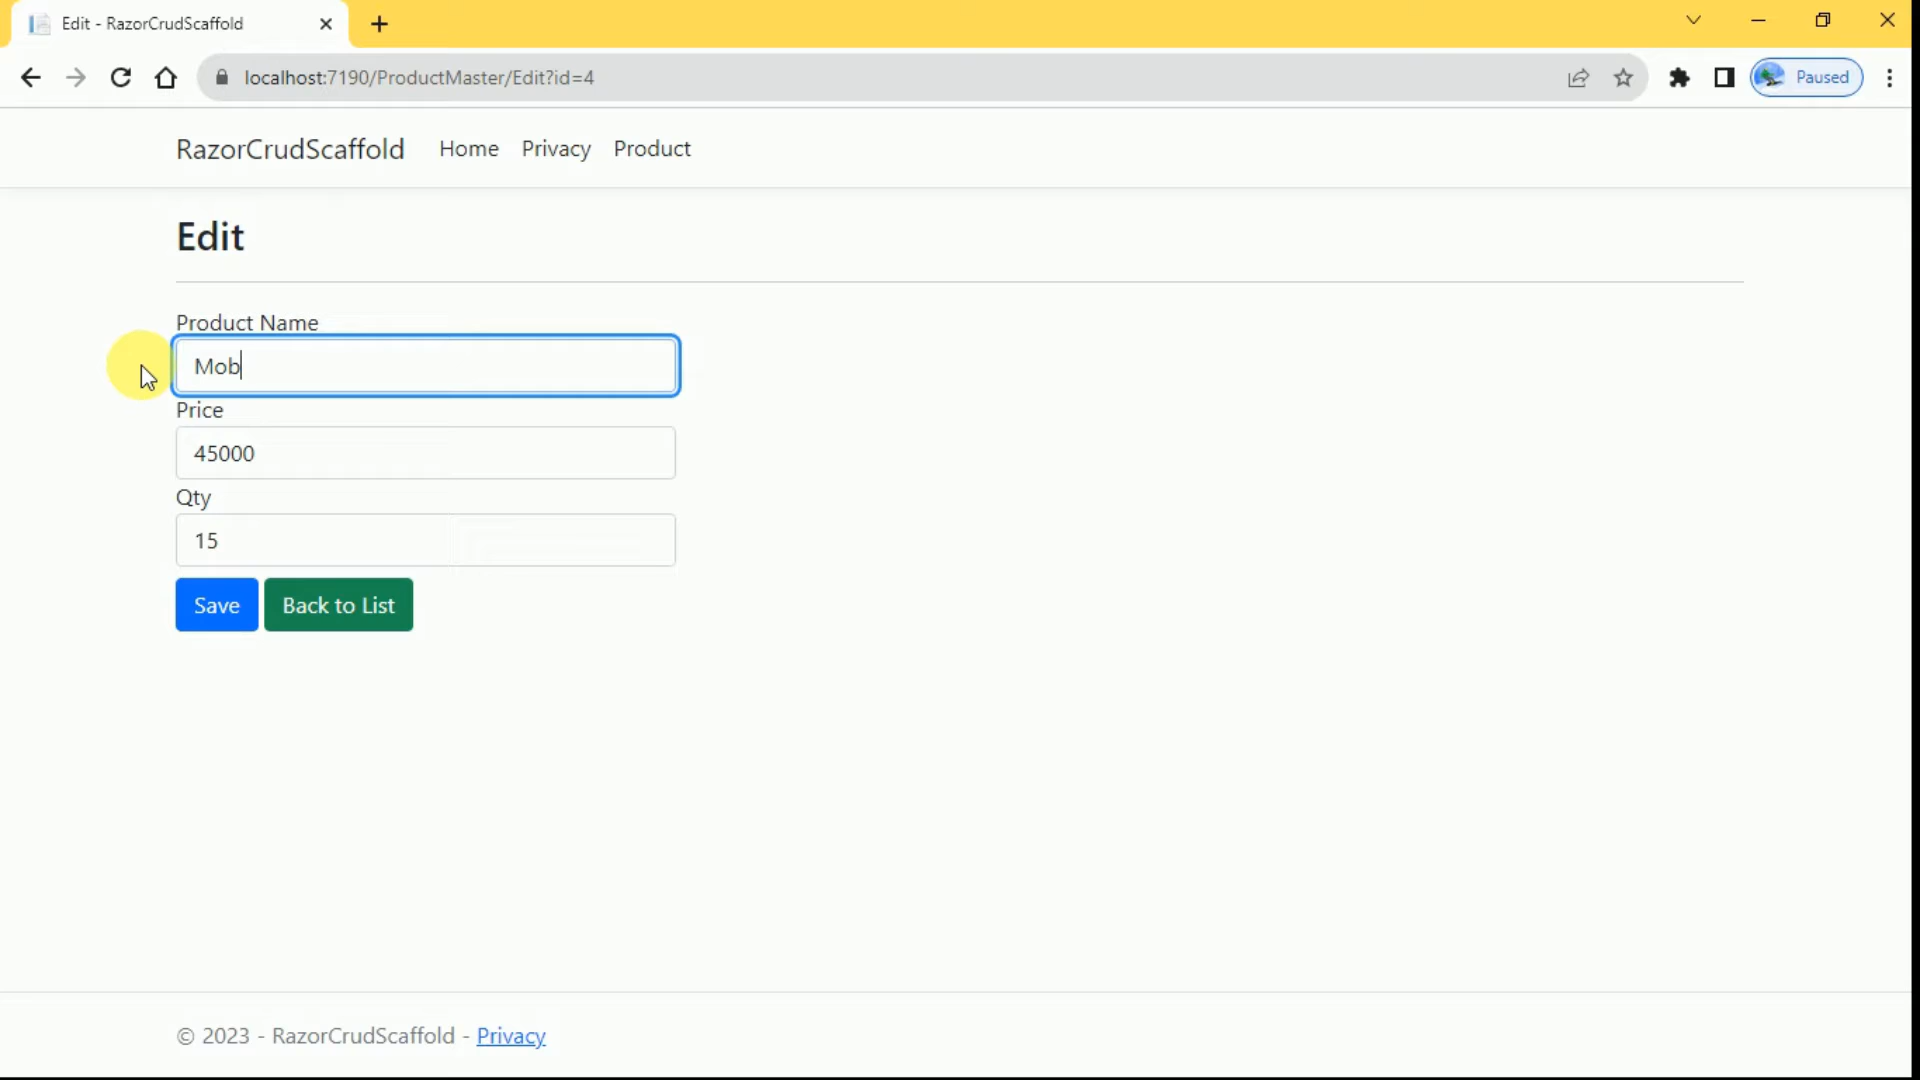 Edit - RazorCrudScaffold
localhost:7190/ProductMaster/Edit?id=4
Paused
RazorCrudScaffold Home Privacy Product
Edit
Product Name
Mob
Price
45000
Qty
15
Save Back to List
© 2023 - RazorCrudScaffold - Privacy